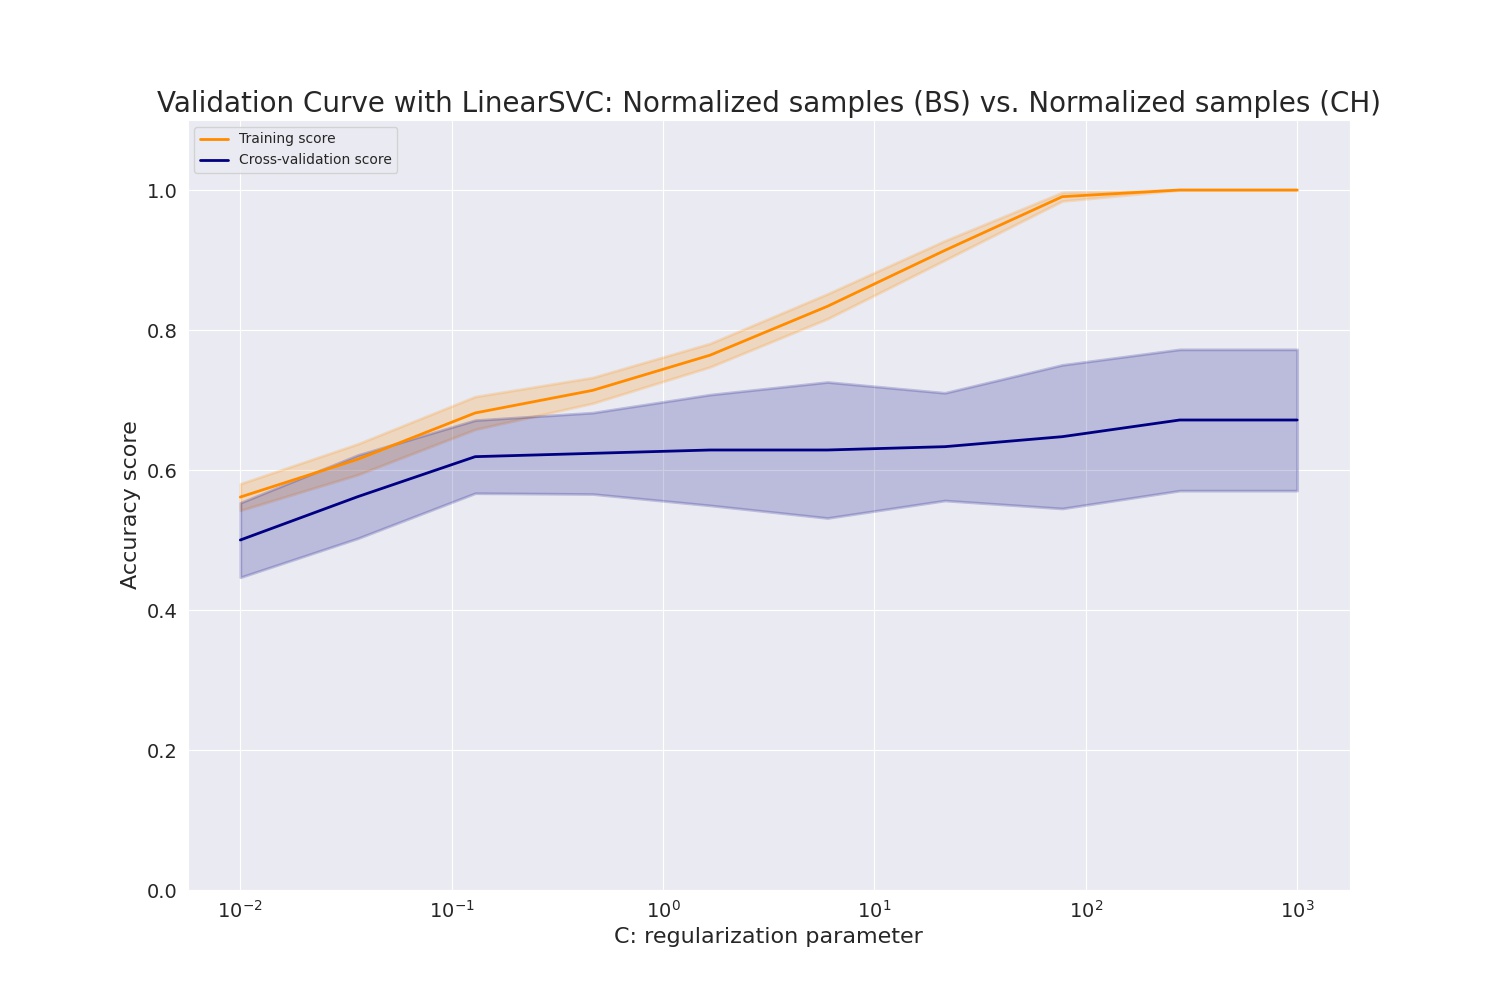 Validation Curve with LinearSVC: Normalized samples (BS) vs. Normalized samples (CH)
Training score
Cross-validation score
1.0
0.8
0.6
0.4
0.2
0.0
Accuracy score
10⁻² 10⁻¹ 10⁰ 10¹ 10² 10³
C: regularization parameter